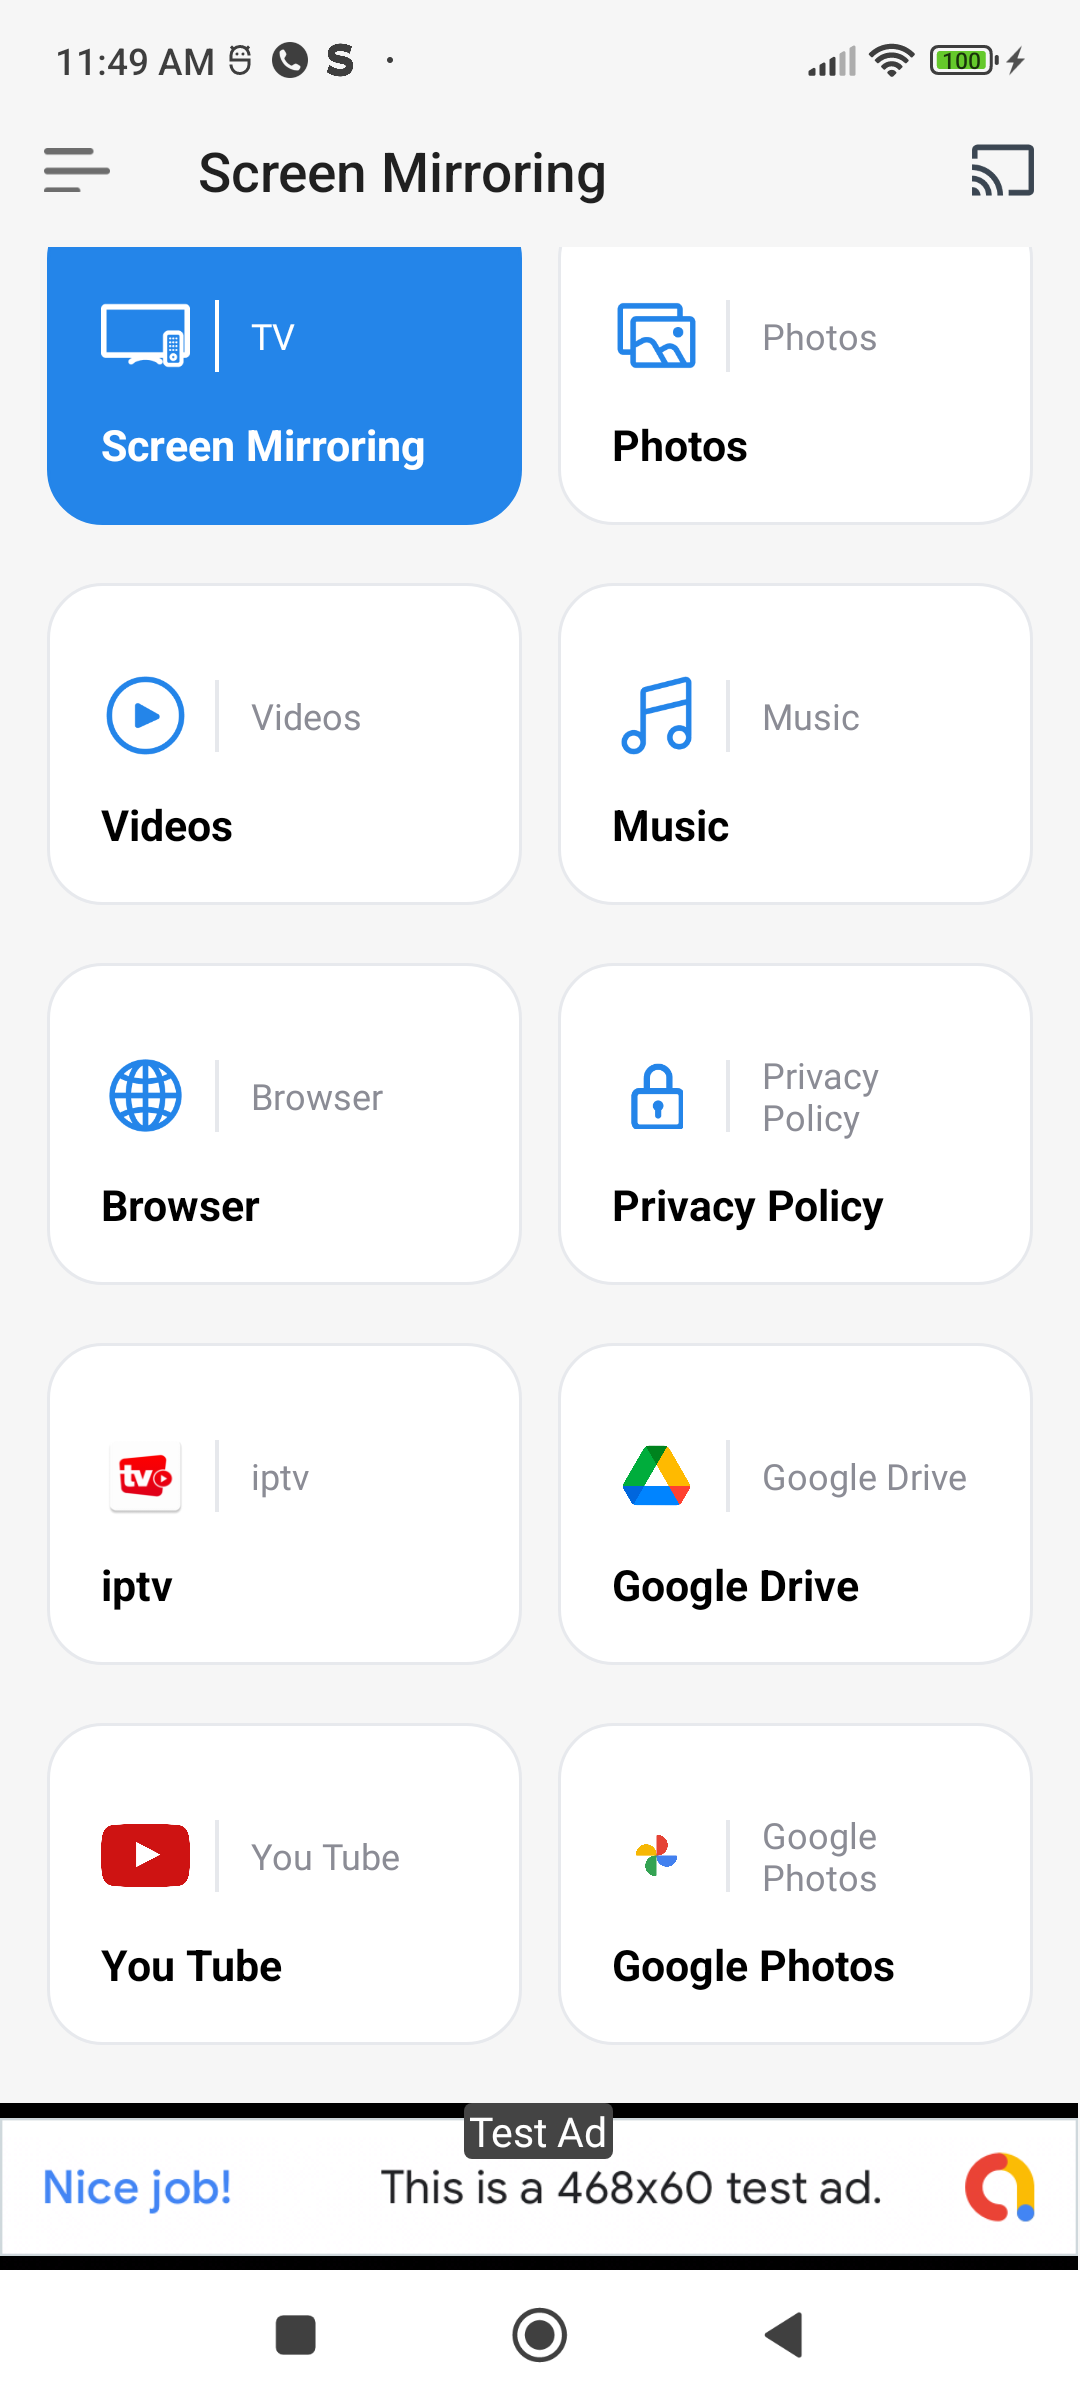 11:49 AM
100
Screen Mirroring
TV
Screen Mirroring
Photos
Photos
Videos
Videos
Music
Music
Browser
Browser
Privacy
Policy
Privacy Policy
tv
iptv
iptv
Google Drive
Google Drive
You Tube
You Tube
Google
Photos
Google Photos
Test Ad
Nice job!
This is a 468x60 test ad.